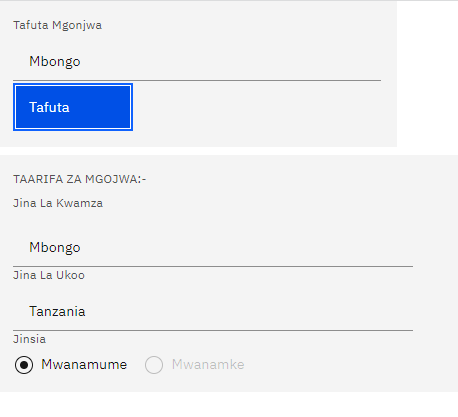 Tafuta Mgonjwa
Mbongo
Tafuta
TAARIFA ZA MGOJWA:-
Jina La Kwamza
Mbongo
Jina La Ukoo
Tanzania
Jinsia
Mwanamume Mwanamke